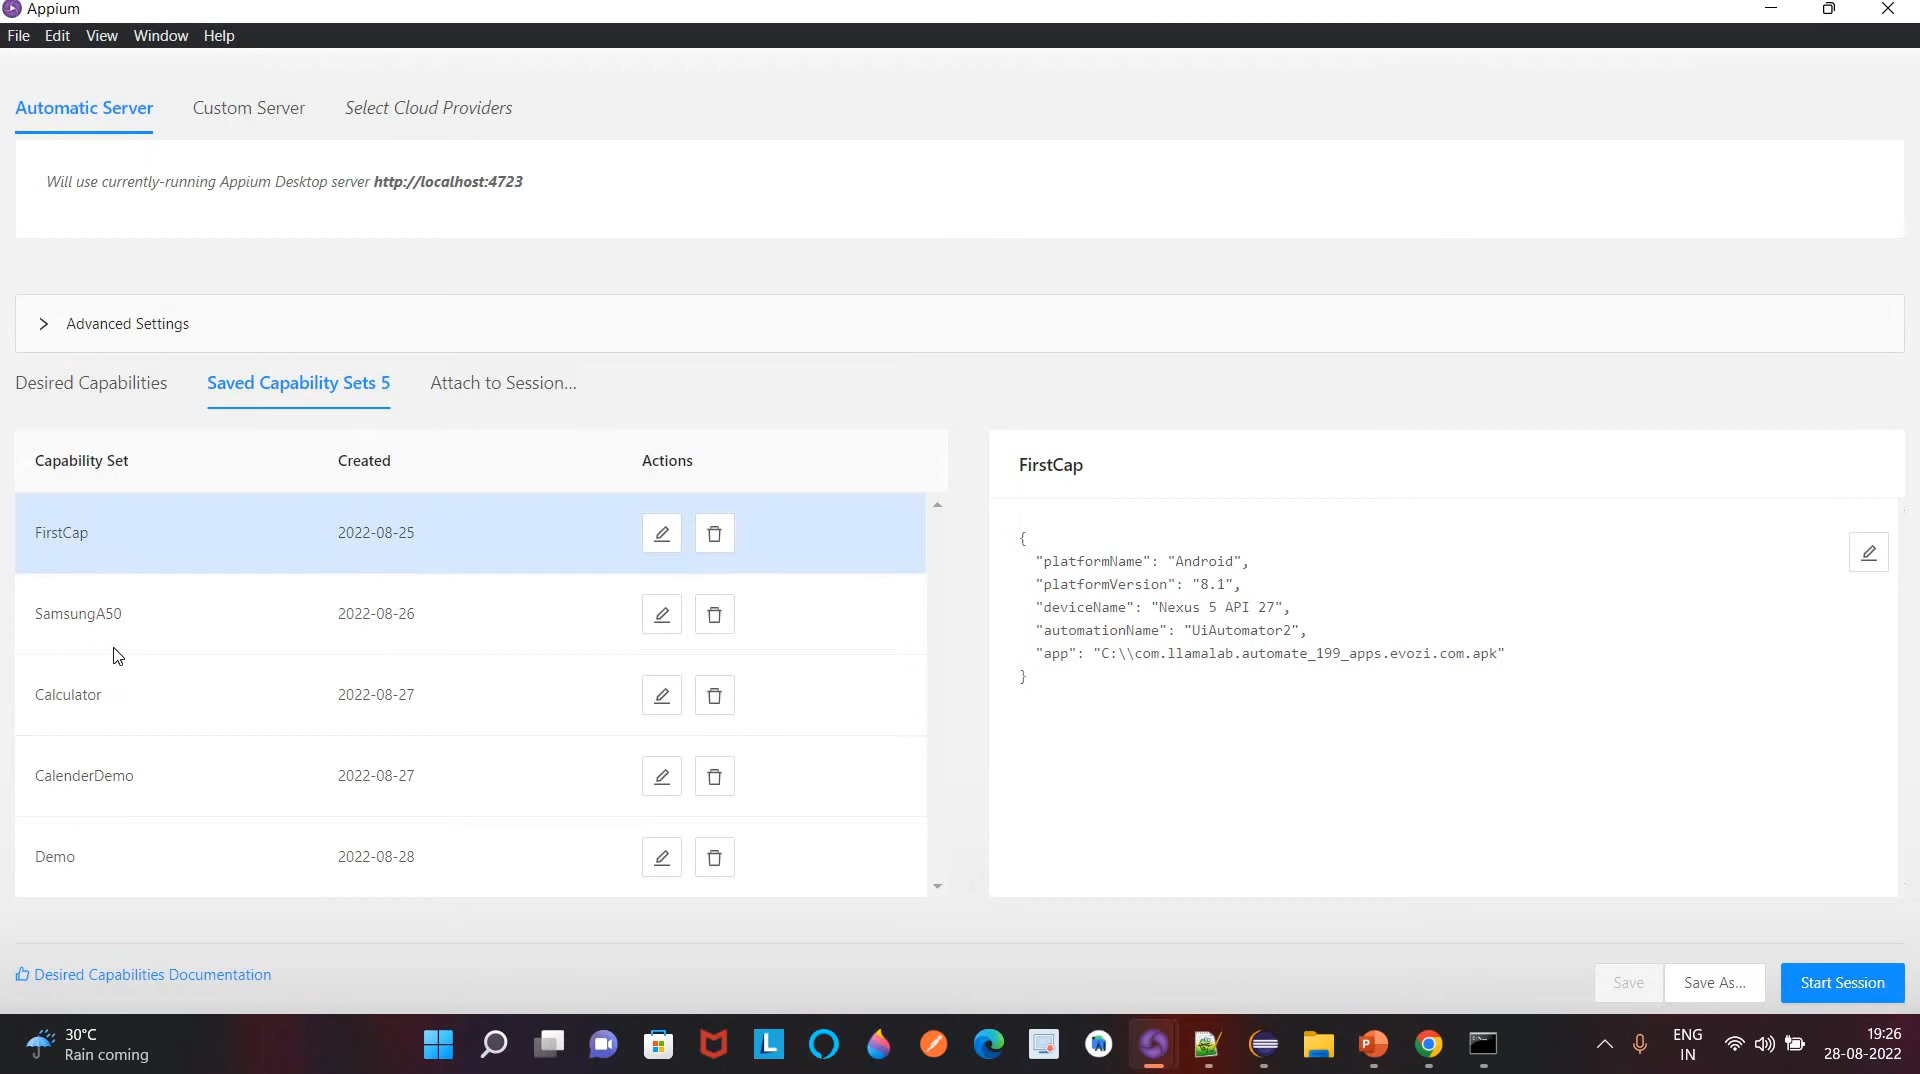 Appium
File Edit View Window Help
Automatic Server Custom Server Select Cloud Providers
Will use currently-running Appium Desktop server http://localhost:4723
Advanced Settings
Desired Capabilities Saved Capability Sets 5 Attach to Session...
Capability Set Created Actions
FirstCap 2022-08-25
SamsungA50 2022-08-26
Calculator 2022-08-27
CalenderDemo 2022-08-27
Demo 2022-08-28
FirstCap
{
"platformName": "Android",
"platformVersion": "8.1",
"deviceName": "Nexus 5 API 27",
"automationName": "UiAutomator2",
"app": "C:\\com.llamalab.automate_199_apps.evozi.com.apk"
}
Desired Capabilities Documentation
Save Save As... Start Session
30°C
Rain coming
L
P
ENG
IN
19:26
28-08-2022